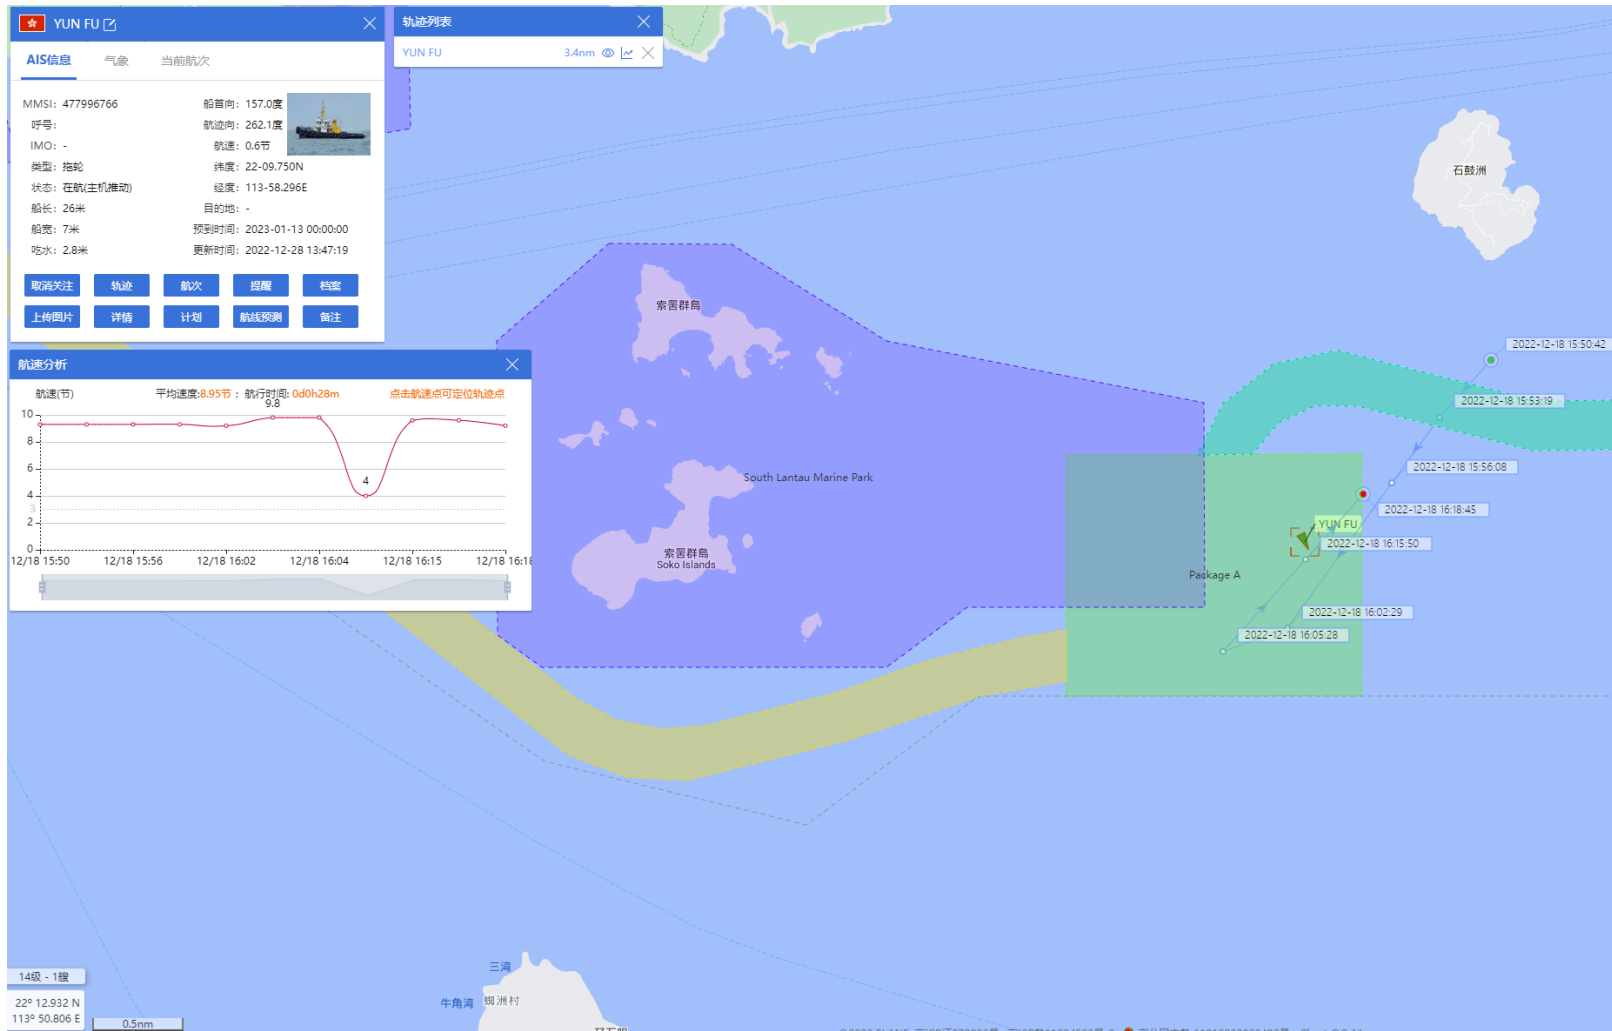 YUN FU
AIS信息
气象
当前航次
MMSI: 477996766
船首向: 157.0度
呼号:
航迹向: 262.1度
IMO: -
航速: 0.6节
类型: 拖轮
纬度: 22-09.750N
状态: 在航(主机推动)
经度: 113-58.296E
船长: 26米
目的地: -
船宽: 7米
预到时间: 2023-01-13 00:00:00
吃水: 2.8米
更新时间: 2022-12-28 13:47:19
取消关注
轨迹
航次
提醒
档案
上传图片
详情
计划
航线预测
备注
轨迹列表
YUN FU
3.4nm
航速分析
航速(节)
平均速度:8.95节 ; 航行时间: 0d0h28m
点击航速点可定位轨迹点
9.8
4
10
8
6
4
3
2
0
12/18 15:50
12/18 15:56
12/18 16:02
12/18 16:04
12/18 16:15
12/18 16:18
石鼓洲
索罟群島
South Lantau Marine Park
索罟群島
Soko Islands
2022-12-18 15:50:42
2022-12-18 15:53:19
2022-12-18 15:56:08
2022-12-18 16:18:45
YUN FU
2022-12-18 16:15:50
Package A
2022-12-18 16:02:29
2022-12-18 16:05:28
三湾
牛角湾
蜘洲村
14级 - 1艘
22º 12.932 N
113º 50.806 E
0.5nm